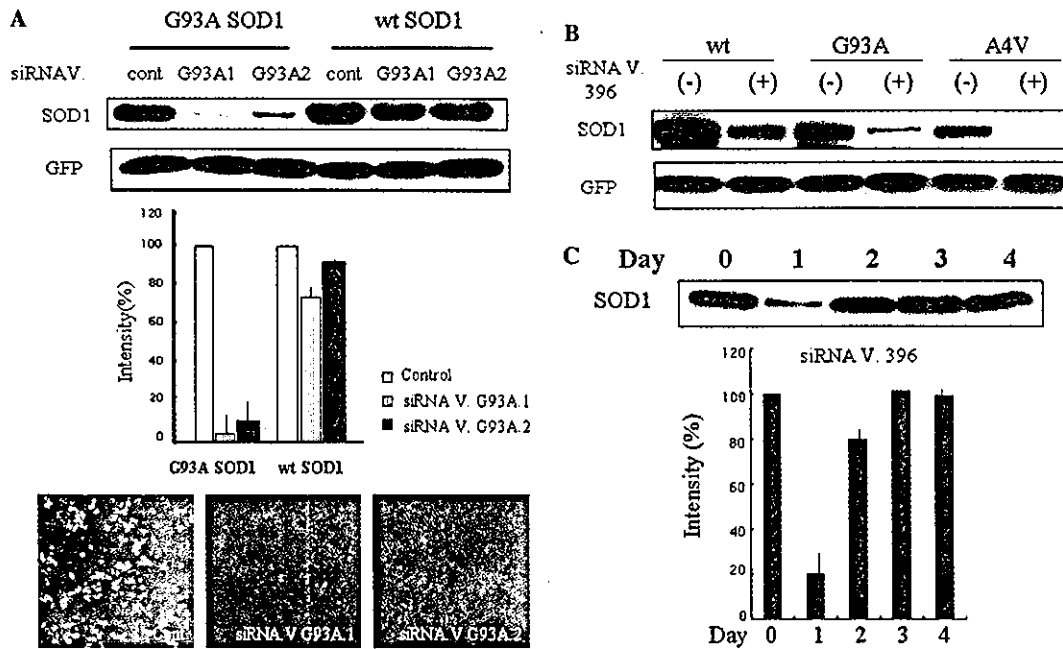 A
G93A SOD1 wt SOD1
siRNAV. cont G93A1 G93A2 cont G93A1 G93A2
SOD1
GFP
120
100
80
60
40
20
0
Intensity(%)
Control
siRNA V. G93A.1
siRNA V. G93A.2
G93A SOD1 wt SOD1
Cont
siRNA V G93A.1
siRNA V G93A.2
B
wt G93A A4V
siRNA V. 396
(-) (+) (-) (+) (-) (+)
SOD1
GFP
C
Day 0 1 2 3 4
SOD1
siRNA V. 396
120
100
80
60
40
20
0
Intensity (%)
Day 0 1 2 3 4